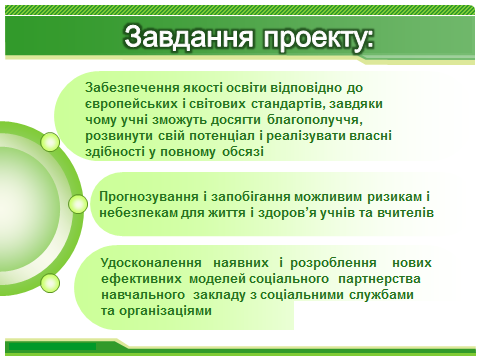 Завдання проекту:
Забезпечення якості освіти відповідно до
європейських і світових стандартів, завдяки
чому учні зможуть досягти благополуччя,
розвинути свій потенціал і реалізувати власні
здібності у повному обсязі
Прогнозування і запобігання можливим ризикам і
небезпекам для життя і здоров’я учнів та вчителів
Удосконалення наявних і розроблення нових
ефективних моделей соціального партнерства
навчального закладу з соціальними службами
та організаціями